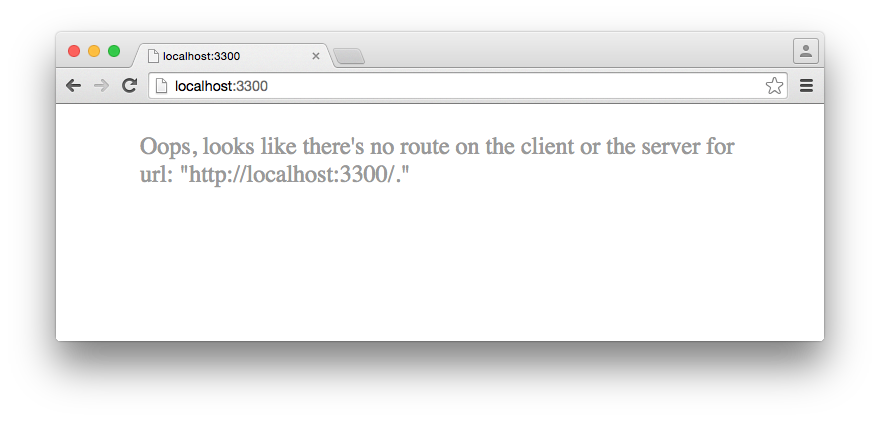 localhost:3300
localhost:3300
Oops, looks like there's no route on the client or the server for
url: "http://localhost:3300/."